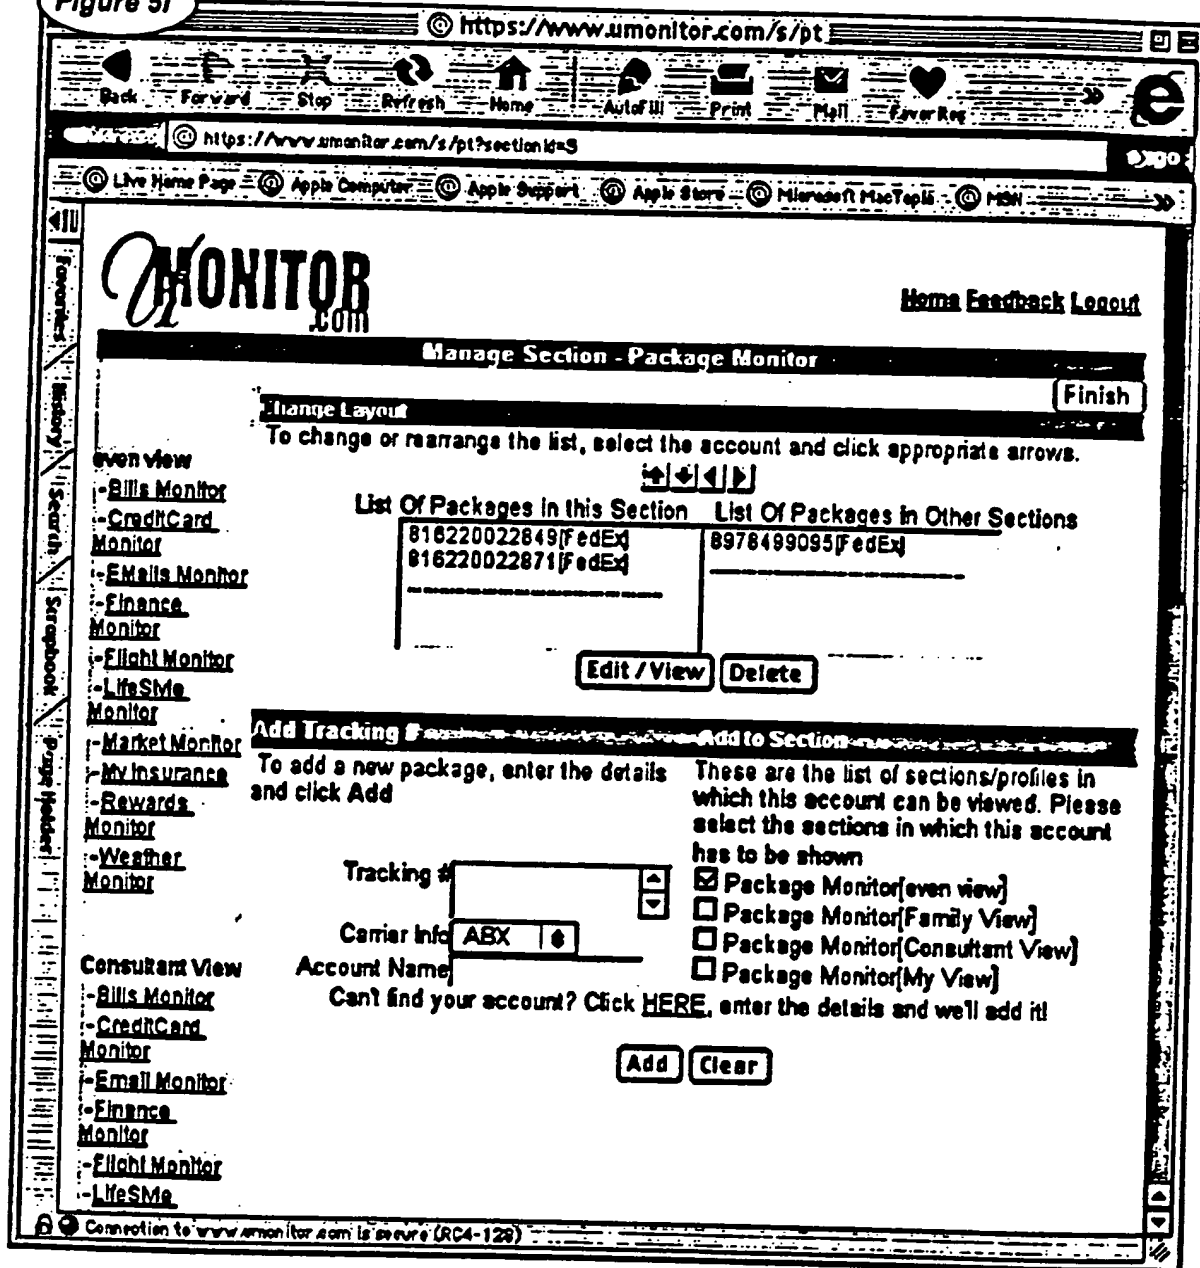 Figure 5i
https://www.umonitor.com/s/pt
Back Forward Stop Refresh Home AutoFill Print Mail Favorites
https://www.umonitor.com/s/pt?sectionId=9
Live Home Page Apple Computer Apple Support Apple Store Microsoft MacTopia MSN
Favorites
History
Search
Scrapbook
Page Holder
UMONITOR
.com
Home Feedback Logout
Manage Section - Package Monitor
Finish
Change Layout
To change or rearrange the list, select the account and click appropriate arrows.
List Of Packages in this Section List Of Packages in Other Sections
816220022849[FedEx] 8978499095[FedEx]
816220022871[FedEx]
Edit / View Delete
even view
-Bills Monitor
-CreditCard
Monitor
-EMails Monitor
-Finance
Monitor
-Flight Monitor
-LifeSMe
Monitor
-Market Monitor
-My Insurance
-Rewards
Monitor
-Weather
Monitor
Consultant View
-Bills Monitor
-CreditCard
Monitor
-Email Monitor
-Finance
Monitor
-Flight Monitor
-LifeSMe
Add Tracking # Add to Section
To add a new package, enter the details
and click Add
These are the list of sections/profiles in
which this account can be viewed. Please
select the sections in which this account
has to be shown
Tracking #
Carrier Info ABX
Account Name
Package Monitor[even view]
Package Monitor[Family View]
Package Monitor[Consultant View]
Package Monitor[My View]
Can't find your account? Click HERE, enter the details and we'll add it!
Add Clear
Connection to www.umonitor.com is secure (RC4-128)